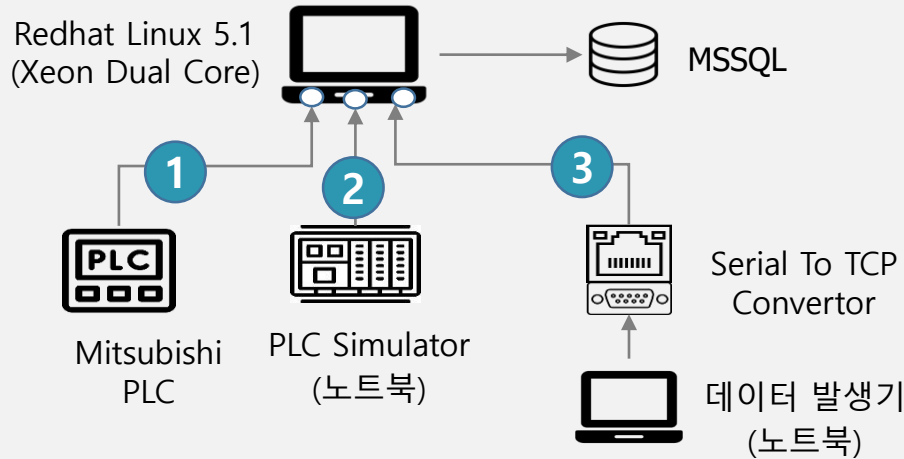 Redhat Linux 5.1
(Xeon Dual Core)
MSSQL
1
2
3
PLC
Mitsubishi
PLC
PLC Simulator
(노트북)
Serial To TCP
Convertor
데이터 발생기
(노트북)